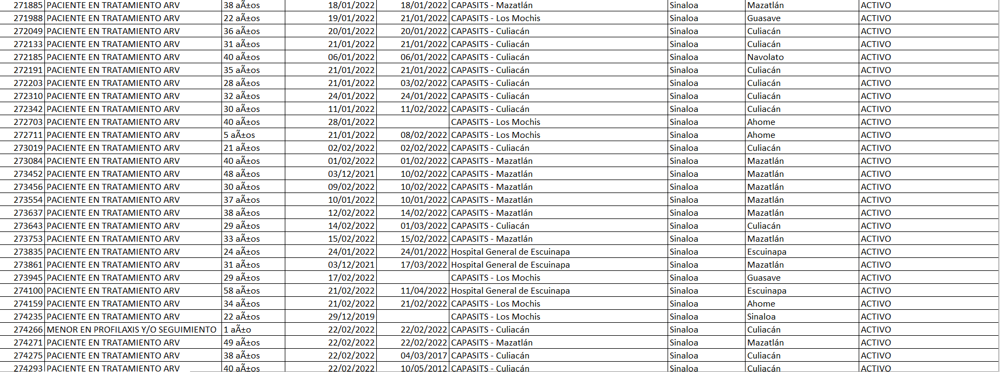 271885 PACIENTE EN TRATAMIENTO ARV 38 aÃ±os 18/01/2022 18/01/2022 CAPASITS - Mazatlán Sinaloa Mazatlán ACTIVO
271988 PACIENTE EN TRATAMIENTO ARV 22 aÃ±os 19/01/2022 21/01/2022 CAPASITS - Los Mochis Sinaloa Guasave ACTIVO
272049 PACIENTE EN TRATAMIENTO ARV 36 aÃ±os 20/01/2022 20/01/2022 CAPASITS - Culiacán Sinaloa Culiacán ACTIVO
272133 PACIENTE EN TRATAMIENTO ARV 31 aÃ±os 21/01/2022 21/01/2022 CAPASITS - Culiacán Sinaloa Culiacán ACTIVO
272185 PACIENTE EN TRATAMIENTO ARV 40 aÃ±os 06/01/2022 06/01/2022 CAPASITS - Culiacán Sinaloa Navolato ACTIVO
272191 PACIENTE EN TRATAMIENTO ARV 35 aÃ±os 21/01/2022 21/01/2022 CAPASITS - Culiacán Sinaloa Culiacán ACTIVO
272203 PACIENTE EN TRATAMIENTO ARV 28 aÃ±os 21/01/2022 03/02/2022 CAPASITS - Culiacán Sinaloa Culiacán ACTIVO
272310 PACIENTE EN TRATAMIENTO ARV 32 aÃ±os 24/01/2022 24/01/2022 CAPASITS - Culiacán Sinaloa Culiacán ACTIVO
272342 PACIENTE EN TRATAMIENTO ARV 30 aÃ±os 11/01/2022 11/02/2022 CAPASITS - Culiacán Sinaloa Culiacán ACTIVO
272703 PACIENTE EN TRATAMIENTO ARV 40 aÃ±os 28/01/2022 CAPASITS - Los Mochis Sinaloa Ahome ACTIVO
272711 PACIENTE EN TRATAMIENTO ARV 5 aÃ±os 21/01/2022 08/02/2022 CAPASITS - Los Mochis Sinaloa Ahome ACTIVO
273019 PACIENTE EN TRATAMIENTO ARV 21 aÃ±os 02/02/2022 02/02/2022 CAPASITS - Culiacán Sinaloa Culiacán ACTIVO
273084 PACIENTE EN TRATAMIENTO ARV 40 aÃ±os 01/02/2022 01/02/2022 CAPASITS - Mazatlán Sinaloa Mazatlán ACTIVO
273452 PACIENTE EN TRATAMIENTO ARV 48 aÃ±os 03/12/2021 10/02/2022 CAPASITS - Mazatlán Sinaloa Mazatlán ACTIVO
273456 PACIENTE EN TRATAMIENTO ARV 30 aÃ±os 09/02/2022 10/02/2022 CAPASITS - Mazatlán Sinaloa Mazatlán ACTIVO
273554 PACIENTE EN TRATAMIENTO ARV 37 aÃ±os 10/01/2022 10/01/2022 CAPASITS - Mazatlán Sinaloa Mazatlán ACTIVO
273637 PACIENTE EN TRATAMIENTO ARV 38 aÃ±os 12/02/2022 14/02/2022 CAPASITS - Mazatlán Sinaloa Mazatlán ACTIVO
273643 PACIENTE EN TRATAMIENTO ARV 29 aÃ±os 14/02/2022 01/03/2022 CAPASITS - Culiacán Sinaloa Culiacán ACTIVO
273753 PACIENTE EN TRATAMIENTO ARV 33 aÃ±os 15/02/2022 15/02/2022 CAPASITS - Mazatlán Sinaloa Mazatlán ACTIVO
273835 PACIENTE EN TRATAMIENTO ARV 24 aÃ±os 24/01/2022 24/01/2022 Hospital General de Escuinapa Sinaloa Escuinapa ACTIVO
273861 PACIENTE EN TRATAMIENTO ARV 31 aÃ±os 03/12/2021 17/03/2022 Hospital General de Escuinapa Sinaloa Mazatlán ACTIVO
273945 PACIENTE EN TRATAMIENTO ARV 29 aÃ±os 17/02/2022 CAPASITS - Los Mochis Sinaloa Guasave ACTIVO
274100 PACIENTE EN TRATAMIENTO ARV 58 aÃ±os 21/02/2022 11/04/2022 Hospital General de Escuinapa Sinaloa Escuinapa ACTIVO
274159 PACIENTE EN TRATAMIENTO ARV 34 aÃ±os 21/02/2022 21/02/2022 CAPASITS - Los Mochis Sinaloa Ahome ACTIVO
274235 PACIENTE EN TRATAMIENTO ARV 22 aÃ±os 29/12/2019 CAPASITS - Los Mochis Sinaloa Sinaloa ACTIVO
274266 MENOR EN PROFILAXIS Y/O SEGUIMIENTO 1 aÃ±o 22/02/2022 22/02/2022 CAPASITS - Culiacán Sinaloa Culiacán ACTIVO
274271 PACIENTE EN TRATAMIENTO ARV 49 aÃ±os 22/02/2022 22/02/2022 CAPASITS - Mazatlán Sinaloa Mazatlán ACTIVO
274275 PACIENTE EN TRATAMIENTO ARV 38 aÃ±os 22/02/2022 04/03/2017 CAPASITS - Culiacán Sinaloa Culiacán ACTIVO
274293 PACIENTE EN TRATAMIENTO ARV 40 aÃ±os 22/02/2022 10/05/2012 CAPASITS - Culiacán Sinaloa Culiacán ACTIVO